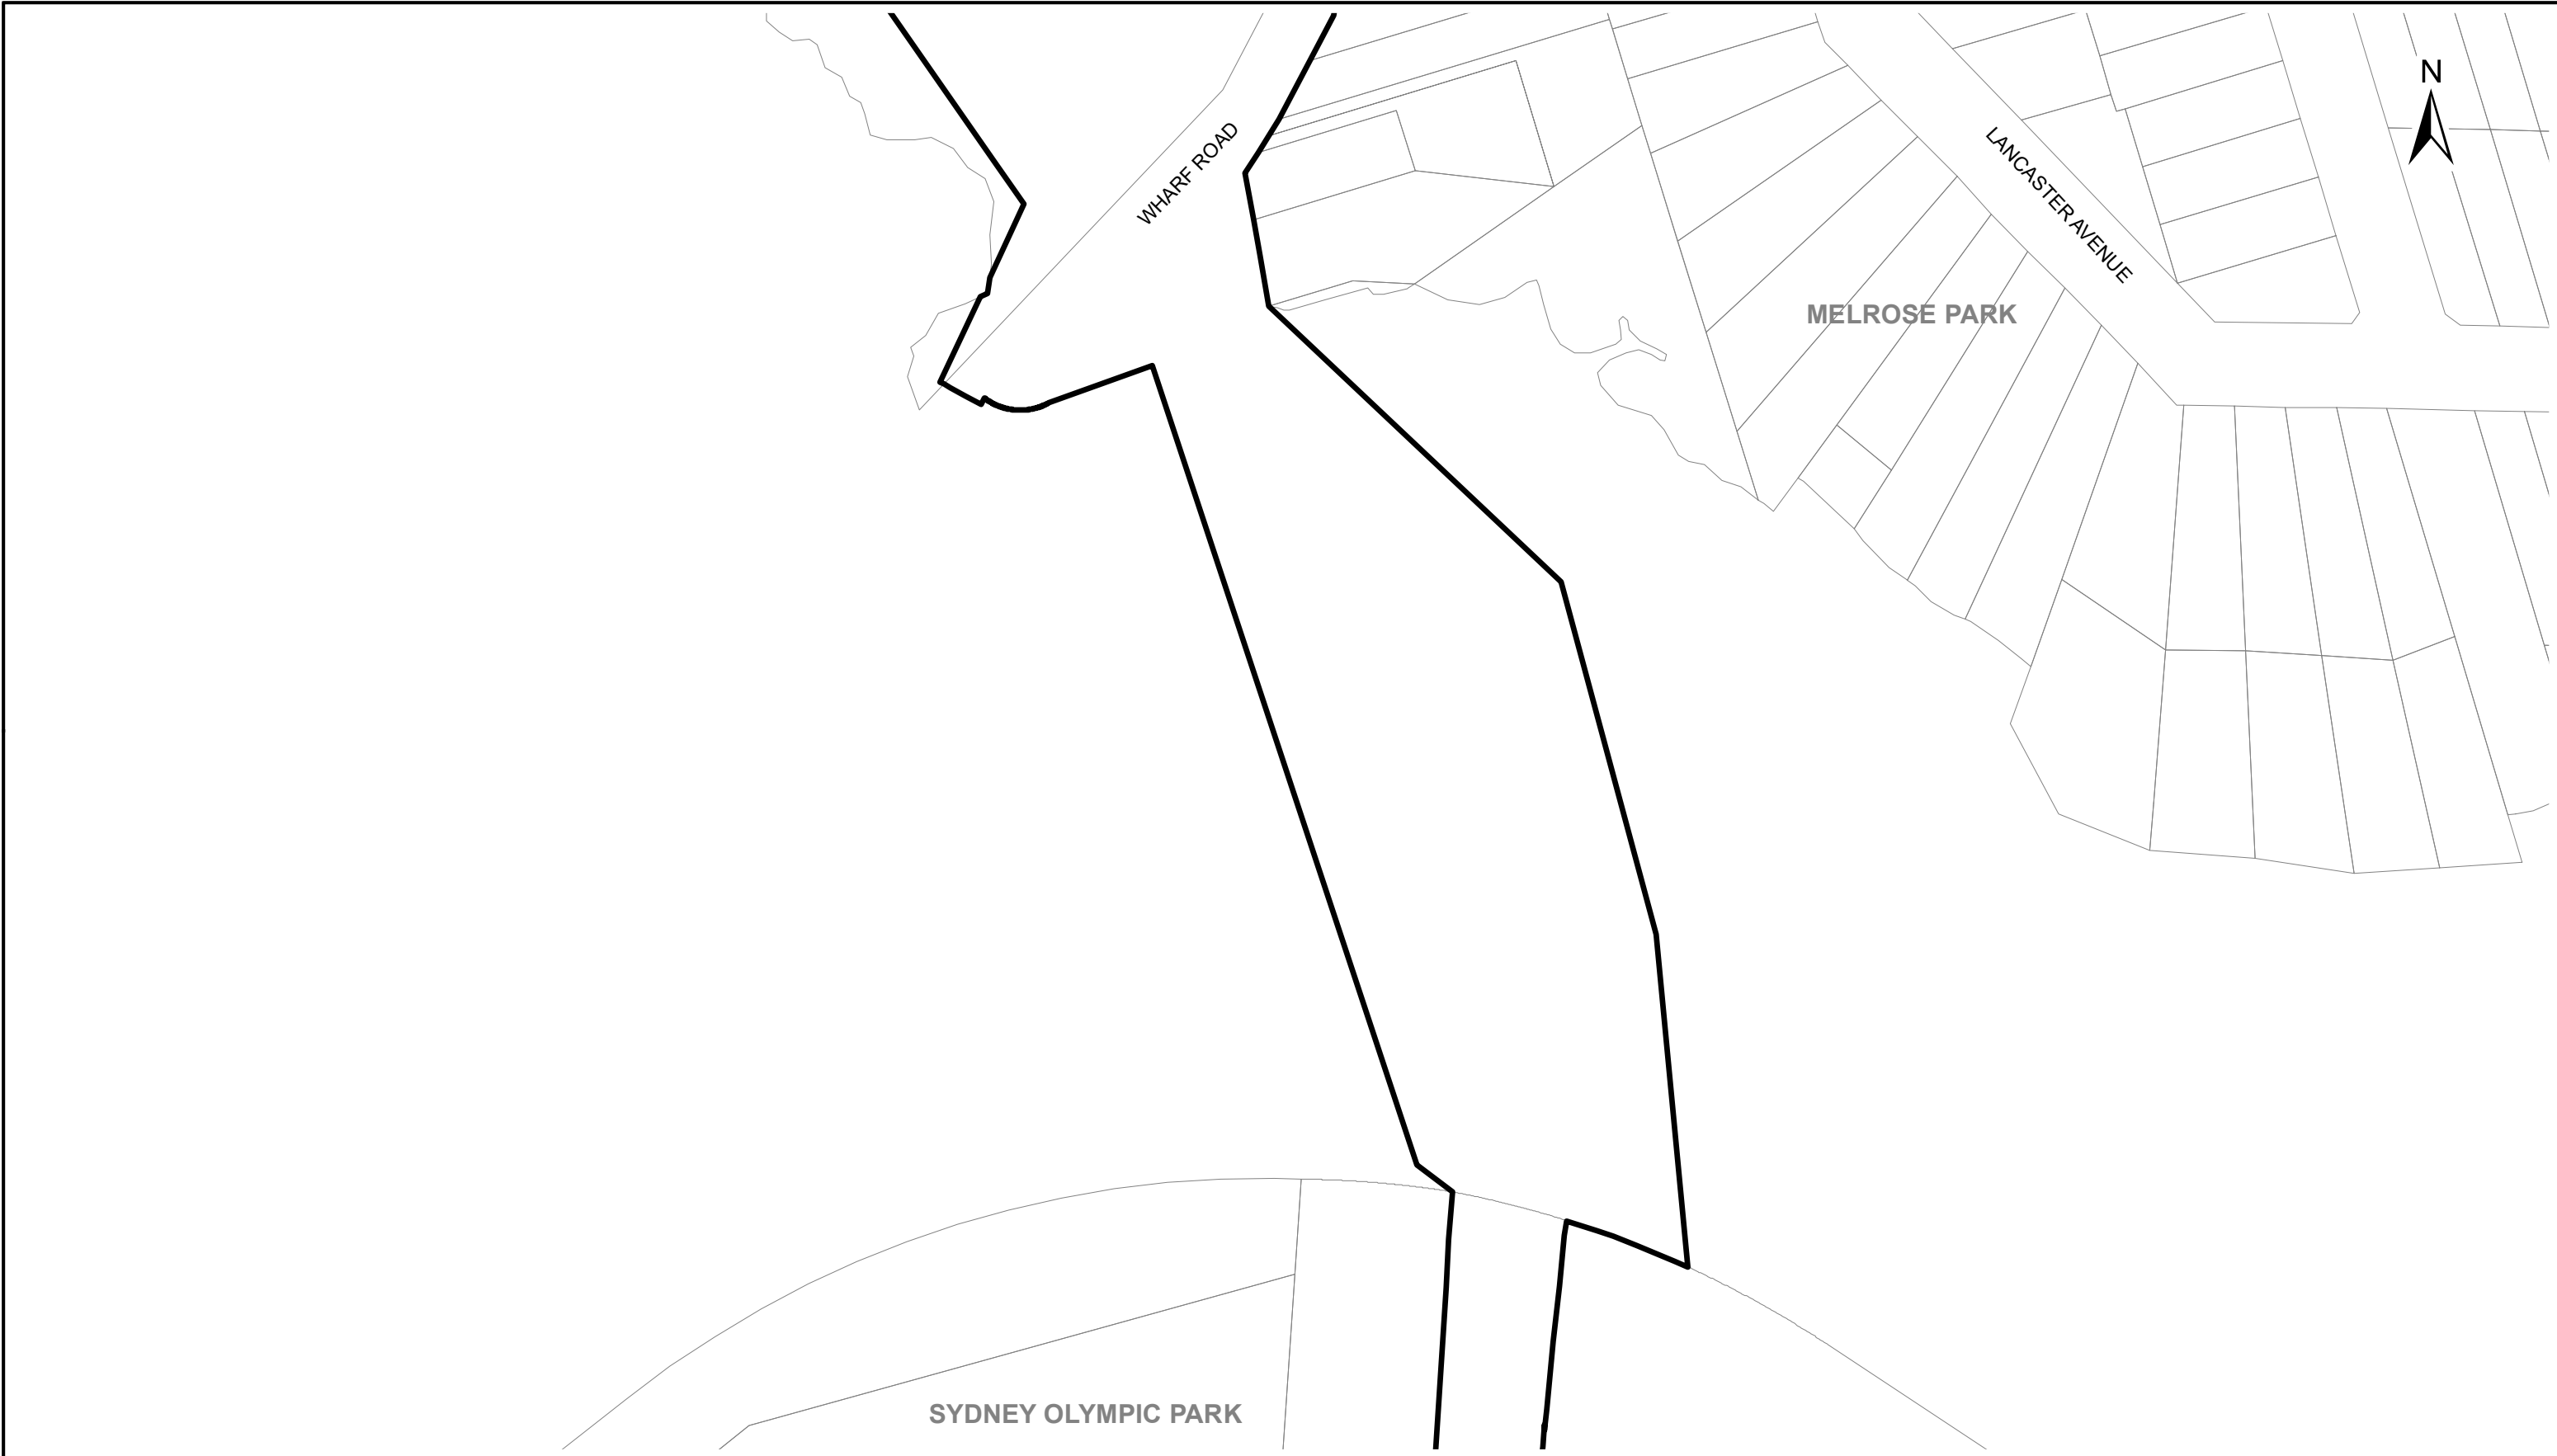 N
WHARF ROAD
LANCASTER AVENUE
MELROSE PARK
SYDNEY OLYMPIC PARK